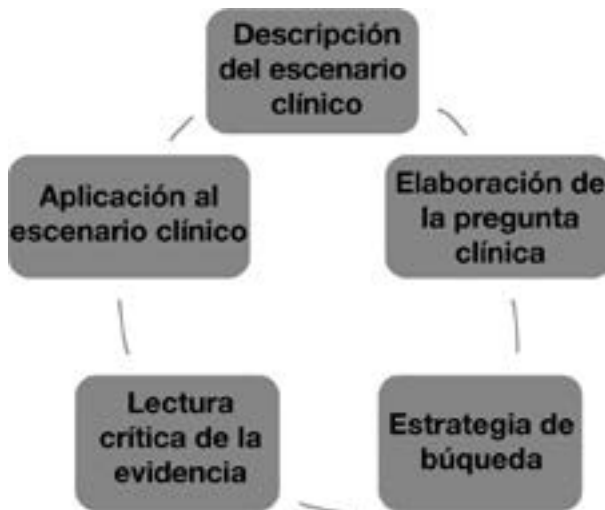 Descripción
del escenario
clínico
Aplicación al
escenario clínico
Elaboración de
la pregunta
clínica
Lectura
crítica de la
evidencia
Estrategia de
búqueda